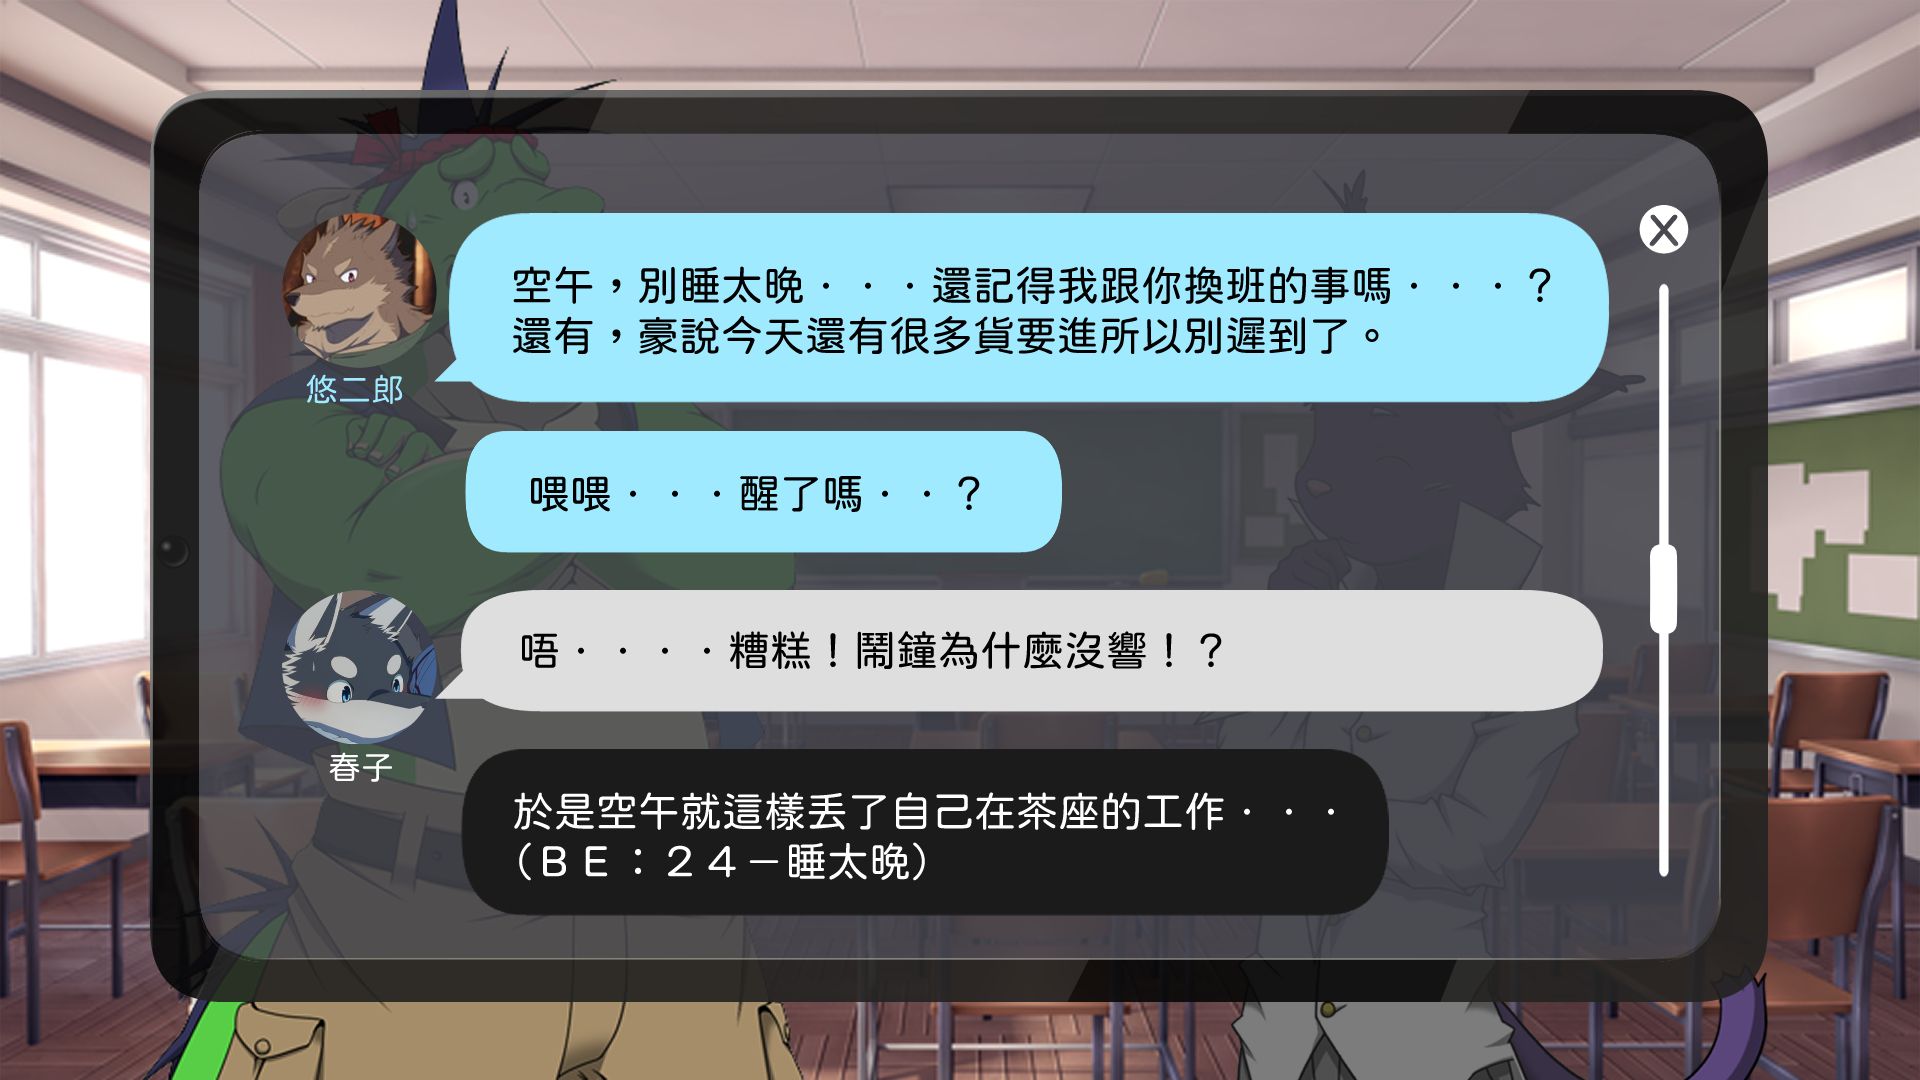 空午，別睡太晚···還記得我跟你換班的事嗎···？
還有，豪說今天還有很多貨要進所以別遲到了。
悠二郎
喂喂···醒了嗎··？
唔····糟糕！鬧鐘為什麼沒響！？
春子
於是空午就這樣丟了自己在茶座的工作···
（ＢＥ：２４－睡太晚）